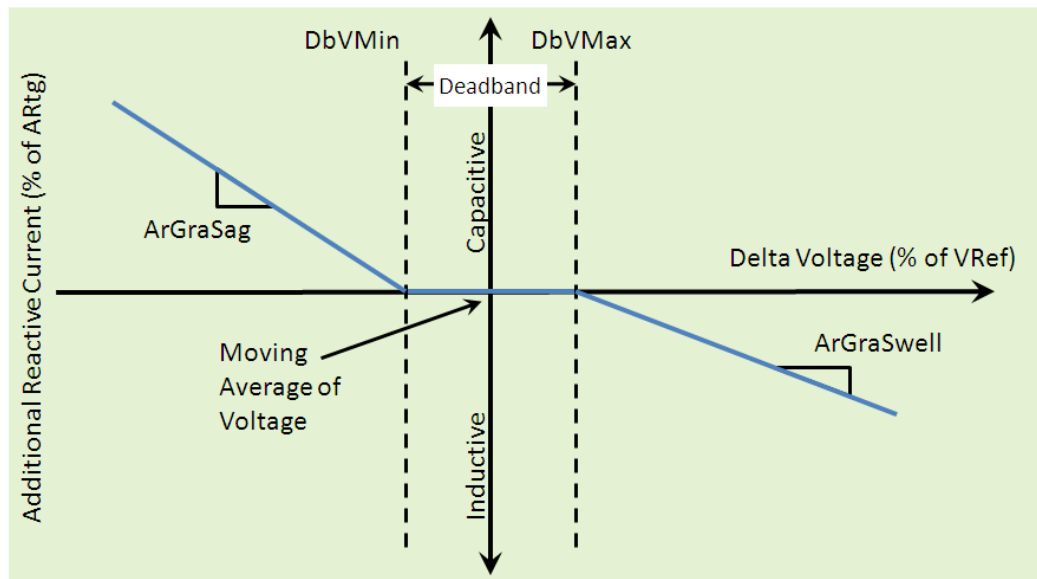 DbVMin
DbVMax
Deadband
Additional Reactive Current (% of ARtg)
Capacitive
ArGraSag
Delta Voltage (% of VRef)
Moving
Average of
Voltage
ArGraSwell
Inductive